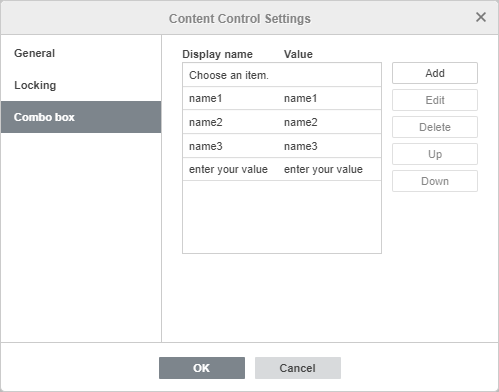 Content Control Settings
General
Locking
Combo box
Display name Value
Choose an item.
name1 name1
name2 name2
name3 name3
enter your value enter your value
Add
Edit
Delete
Up
Down
OK Cancel